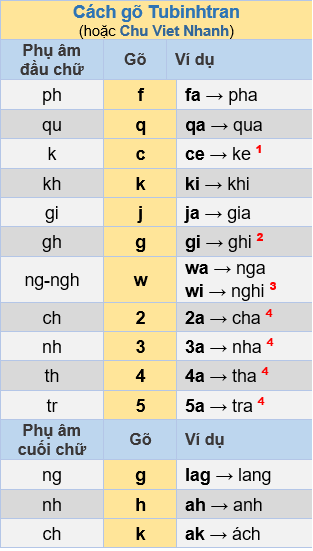 Cách gõ Tubinhtran
(hoặc Chu Viet Nhanh)
Phụ âm đầu chữ Gõ Ví dụ
ph f fa → pha
qu q qa → qua
k c ce → ke 1
kh k ki → khi
gi j ja → gia
gh g gi → ghi 2
ng-ngh w wa → nga
wi → nghi 3
ch 2 2a → cha 4
nh 3 3a → nha 4
th 4 4a → tha 4
tr 5 5a → tra 4
Phụ âm cuối chữ Gõ Ví dụ
ng g lag → lang
nh h ah → anh
ch k ak → ách